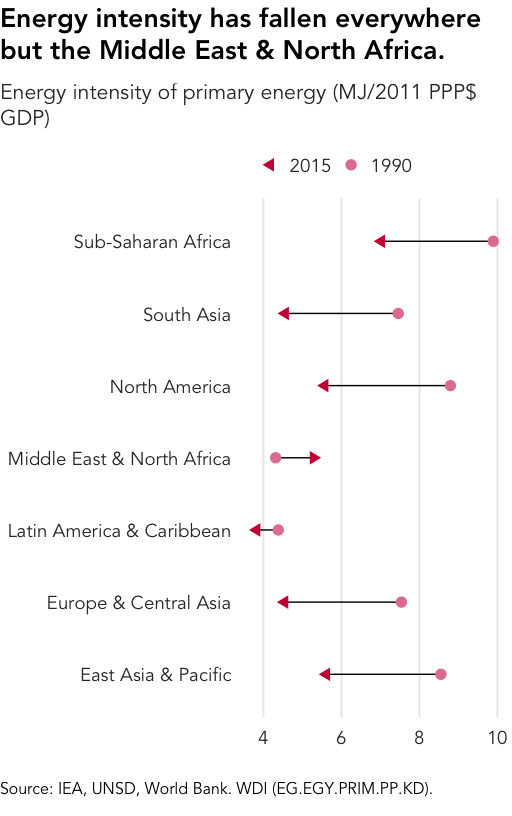 Energy intensity has fallen everywhere
but the Middle East & North Africa.
Energy intensity of primary energy (MJ/2011 PPP$
GDP)
2015 1990
Sub-Saharan Africa
South Asia
North America
Middle East & North Africa
Latin America & Caribbean
Europe & Central Asia
East Asia & Pacific
4 6 8 10
Source: IEA, UNSD, World Bank. WDI (EG.EGY.PRIM.PP.KD).